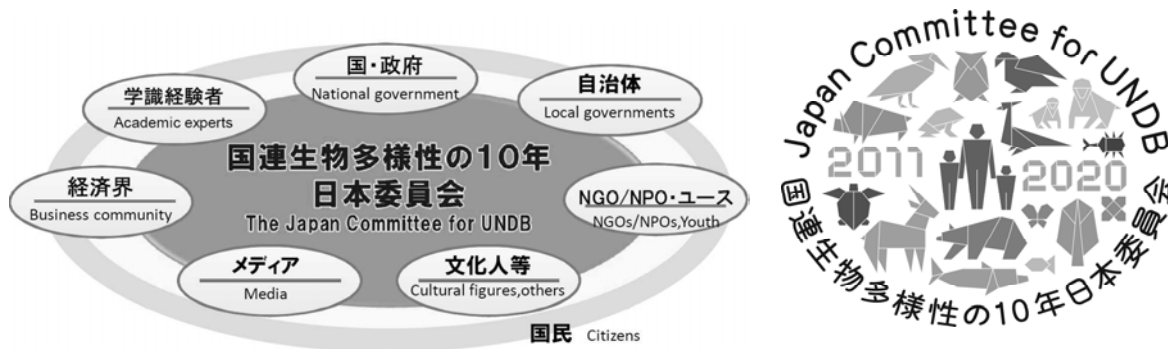 国・政府
National government
学識経験者
Academic experts
自治体
Local governments
国連生物多様性の10年
日本委員会
The Japan Committee for UNDB
経済界
Business community
NGO/NPO・ユース
NGOs/NPOs,Youth
メディア
Media
文化人等
Cultural figures,others
国民 Citizens
Japan Committee for UNDB
2011 2020
国連生物多様性の10年日本委員会